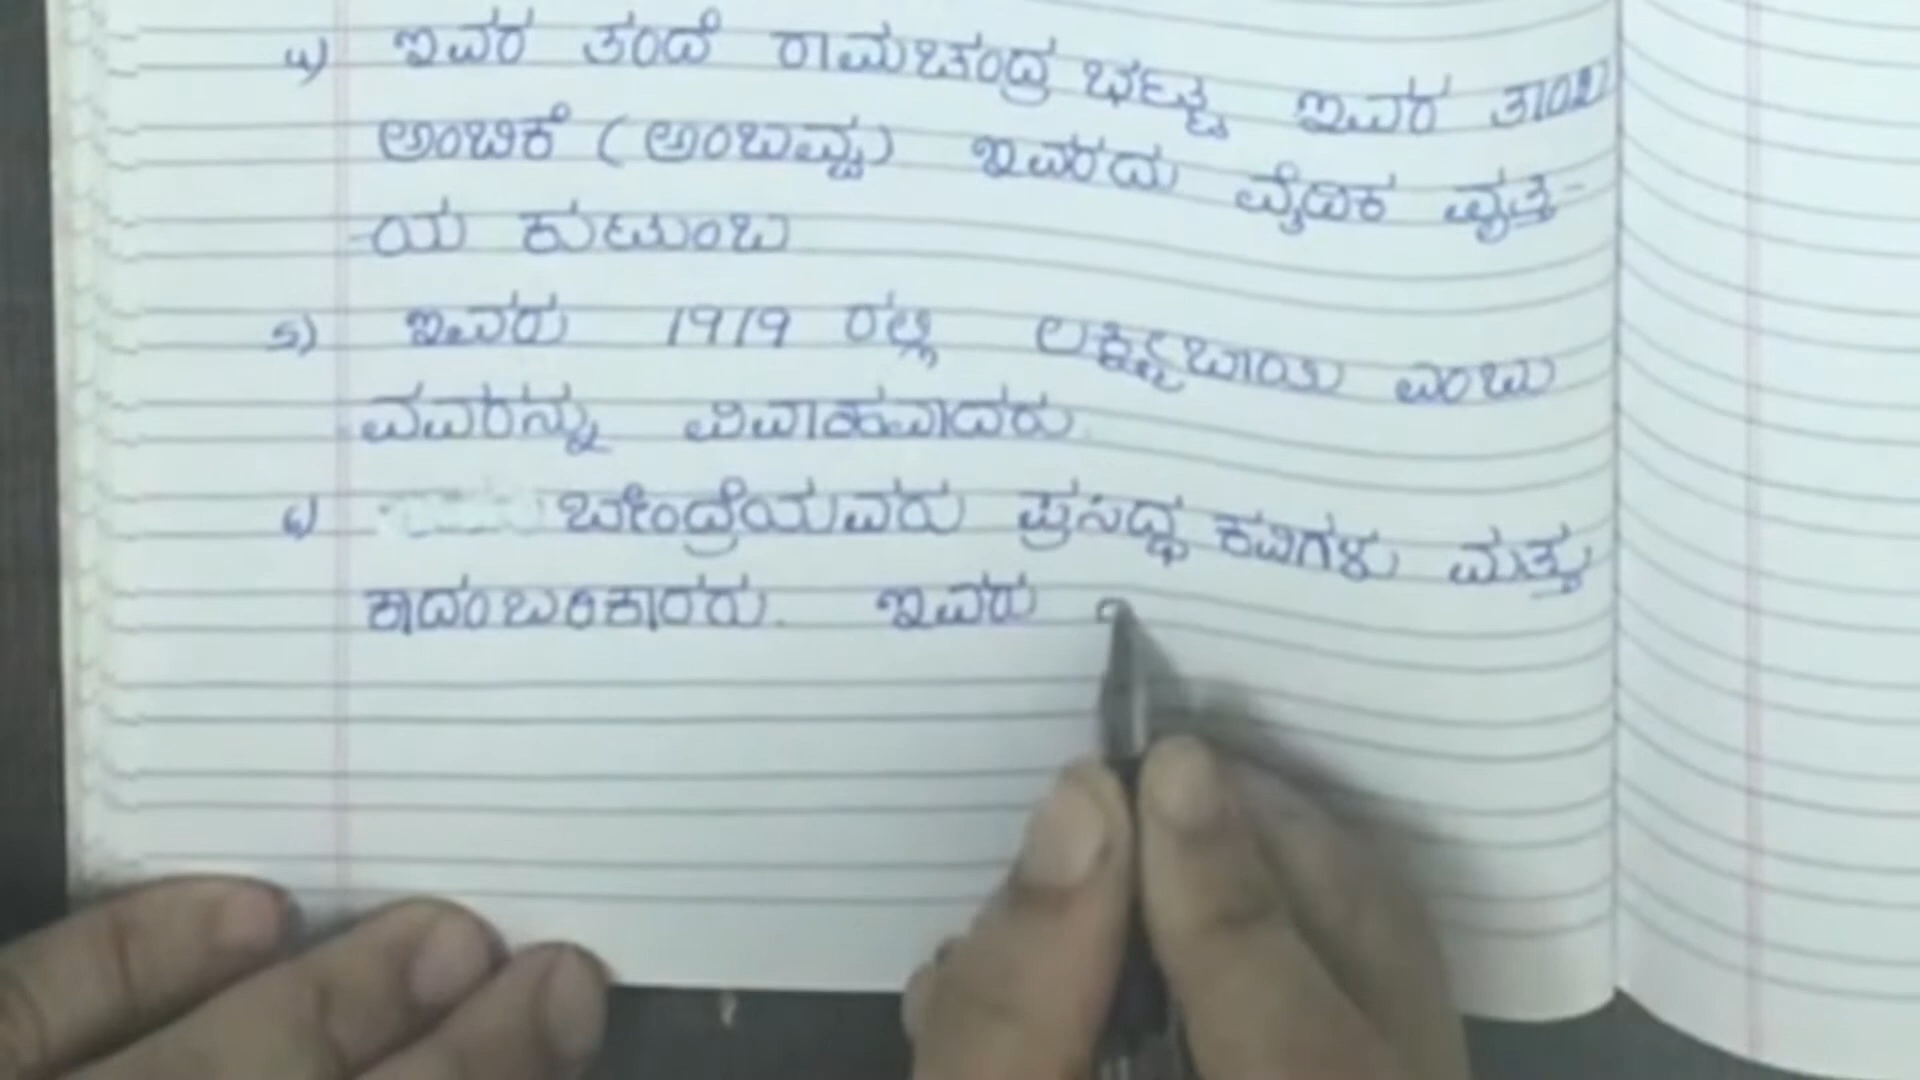 4) ಇವರ ತಂದೆ ರಾಮಚಂದ್ರ ಭಟ್ಟ ಇವರ ತಾಯಿ
ಅಂಬಿಕೆ (ಅಂಬವ್ವ) ಇವರದು ವೈದಿಕ ವೃತ್ತಿ-
-ಯ ಕುಟುಂಬ
5) ಇವರು 1919 ರಲ್ಲಿ ಲಕ್ಷ್ಮೀಬಾಯಿ ಎಂಬು
ವವರನ್ನು ವಿವಾಹವಾದರು.
6) ಬೇಂದ್ರೆಯವರು ಪ್ರಸಿದ್ಧ ಕವಿಗಳು ಮತ್ತು
ಕಾದಂಬರಿಕಾರರು. ಇವರು